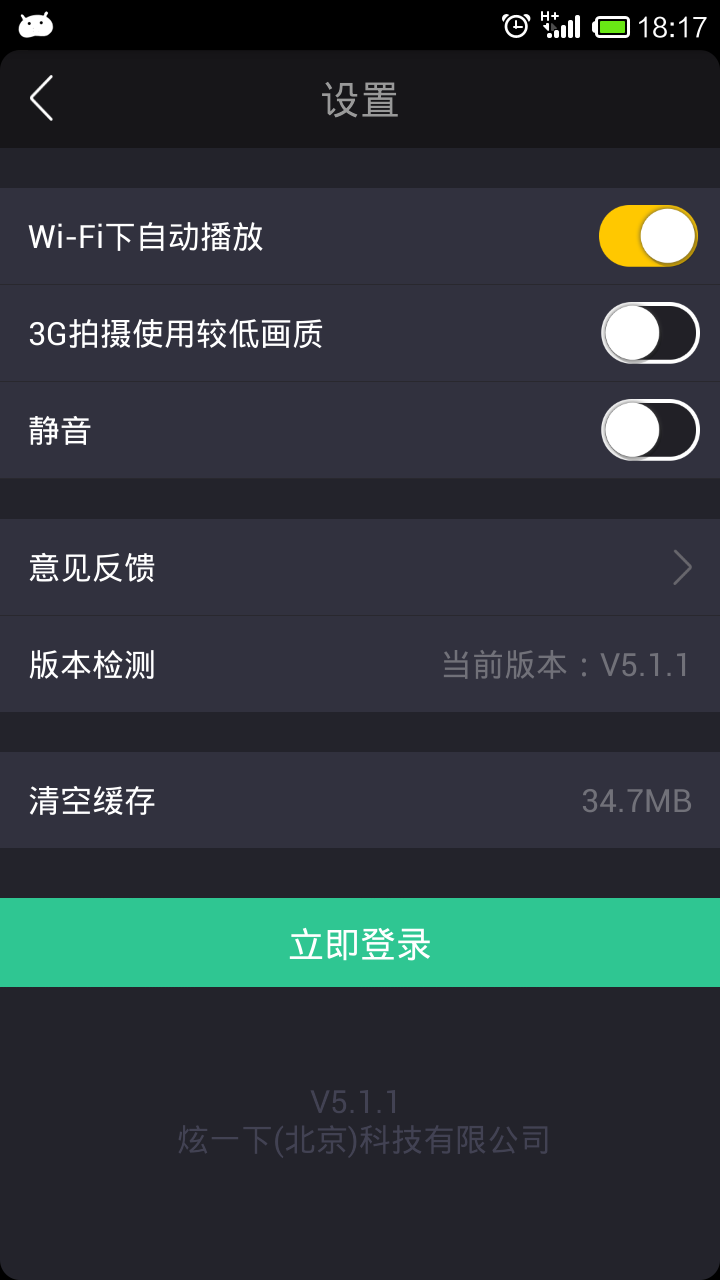 H+ 18:17
设置
Wi-Fi下自动播放
3G拍摄使用较低画质
静音
意见反馈
版本检测 当前版本：V5.1.1
清空缓存 34.7MB
立即登录
V5.1.1
炫一下(北京)科技有限公司